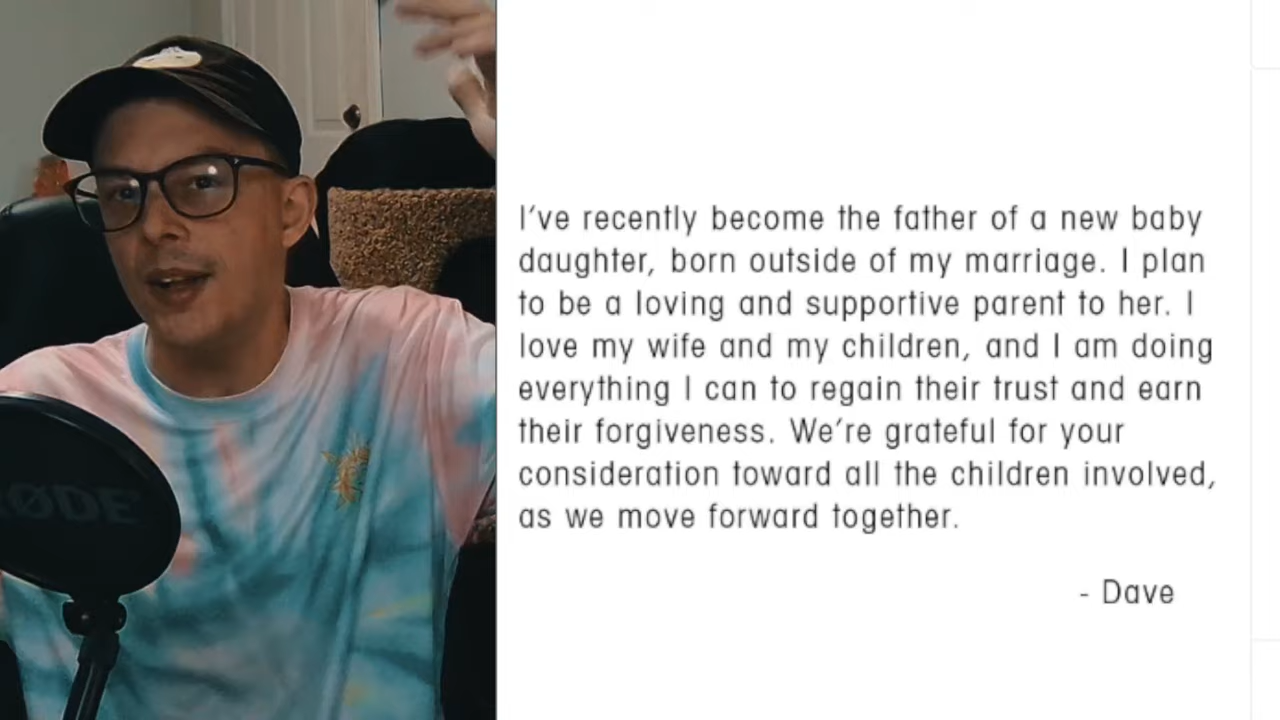 I've recently become the father of a new baby
daughter, born outside of my marriage. I plan
to be a loving and supportive parent to her. I
love my wife and my children, and I am doing
everything I can to regain their trust and earn
their forgiveness. We're grateful for your
consideration toward all the children involved,
as we move forward together.
- Dave
RØDE